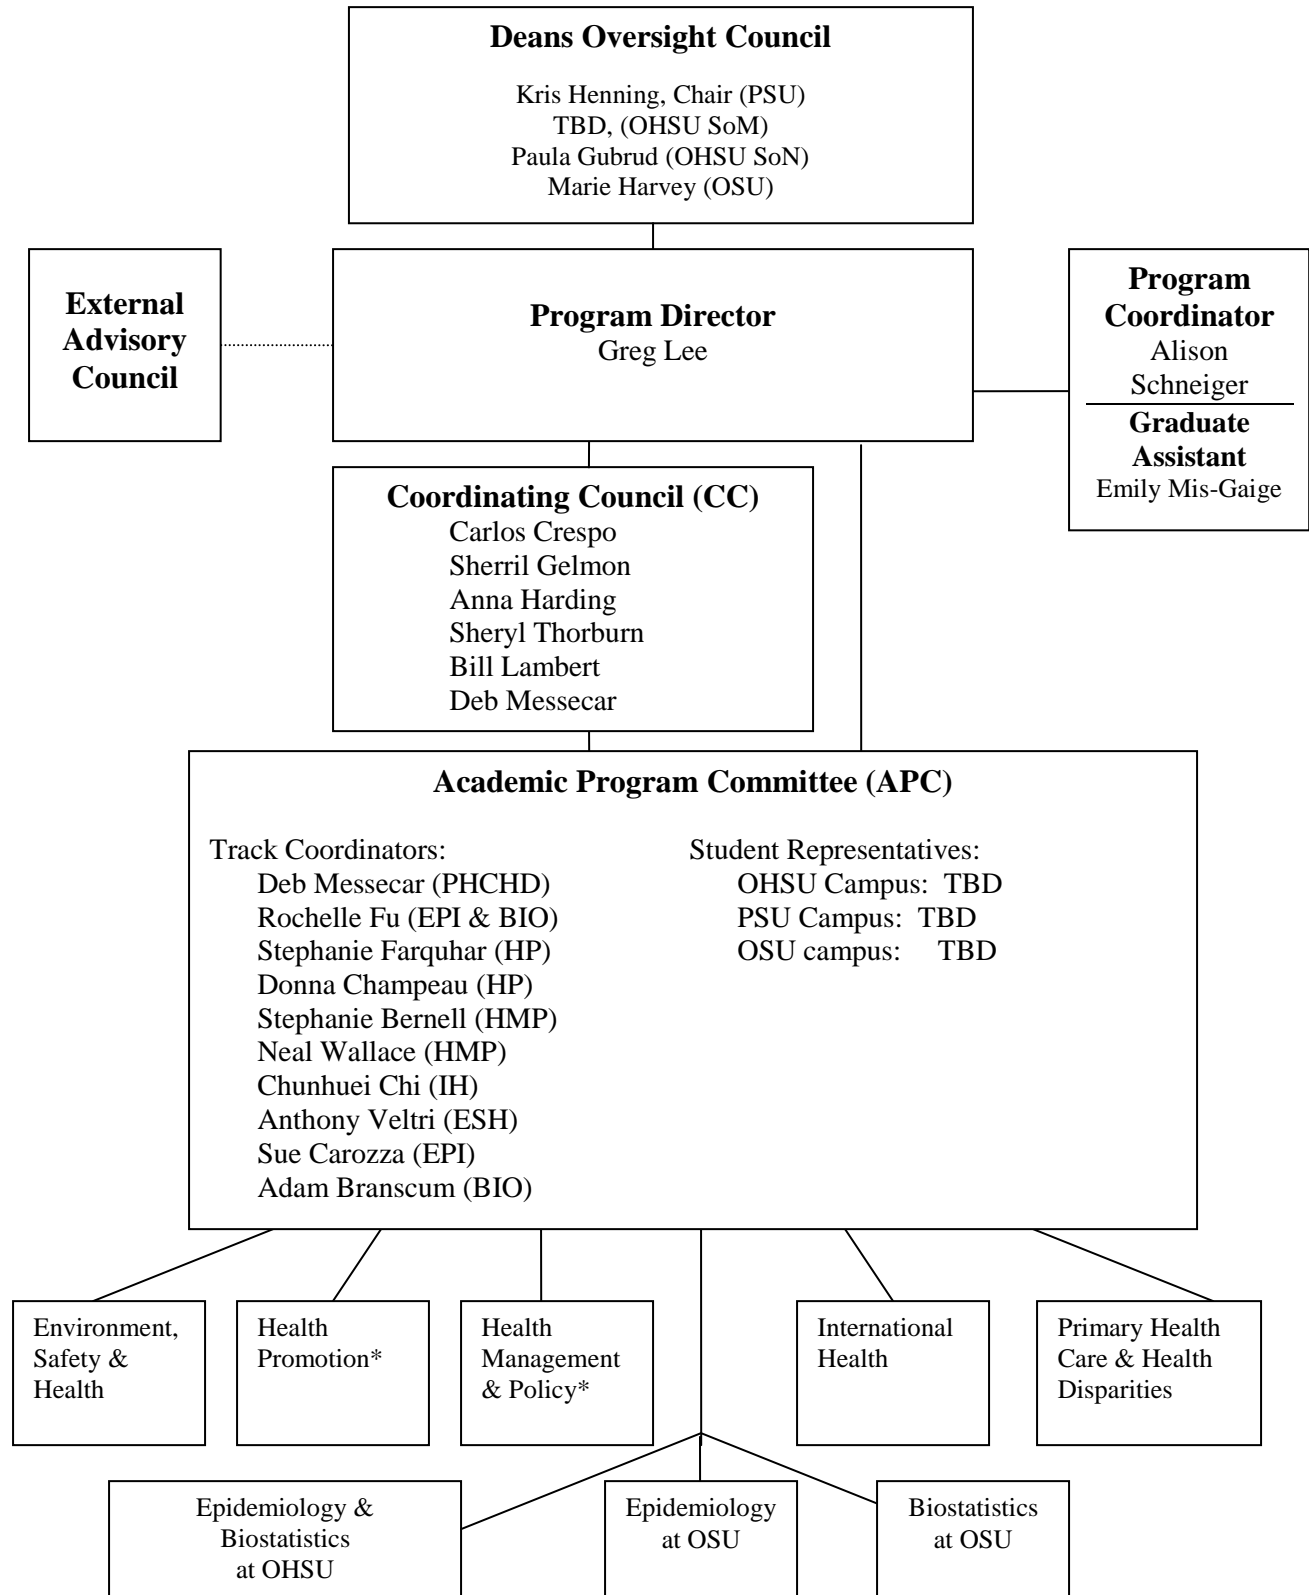 Deans Oversight Council
Kris Henning, Chair (PSU)
TBD, (OHSU SoM)
Paula Gubrud (OHSU SoN)
Marie Harvey (OSU)
External
Advisory
Council
Program Director
Greg Lee
Program
Coordinator
Alison
Schneiger
Graduate
Assistant
Emily Mis-Gaige
Coordinating Council (CC)
Carlos Crespo
Sherril Gelmon
Anna Harding
Sheryl Thorburn
Bill Lambert
Deb Messecar
Academic Program Committee (APC)
Track Coordinators:
Deb Messecar (PHCHD)
Rochelle Fu (EPI & BIO)
Stephanie Farquhar (HP)
Donna Champeau (HP)
Stephanie Bernell (HMP)
Neal Wallace (HMP)
Chunhuei Chi (IH)
Anthony Veltri (ESH)
Sue Carozza (EPI)
Adam Branscum (BIO)
Student Representatives:
OHSU Campus: TBD
PSU Campus: TBD
OSU campus: TBD
Environment,
Safety &
Health
Health
Promotion*
Health
Management
& Policy*
International
Health
Primary Health
Care & Health
Disparities
Epidemiology &
Biostatistics
at OHSU
Epidemiology
at OSU
Biostatistics
at OSU